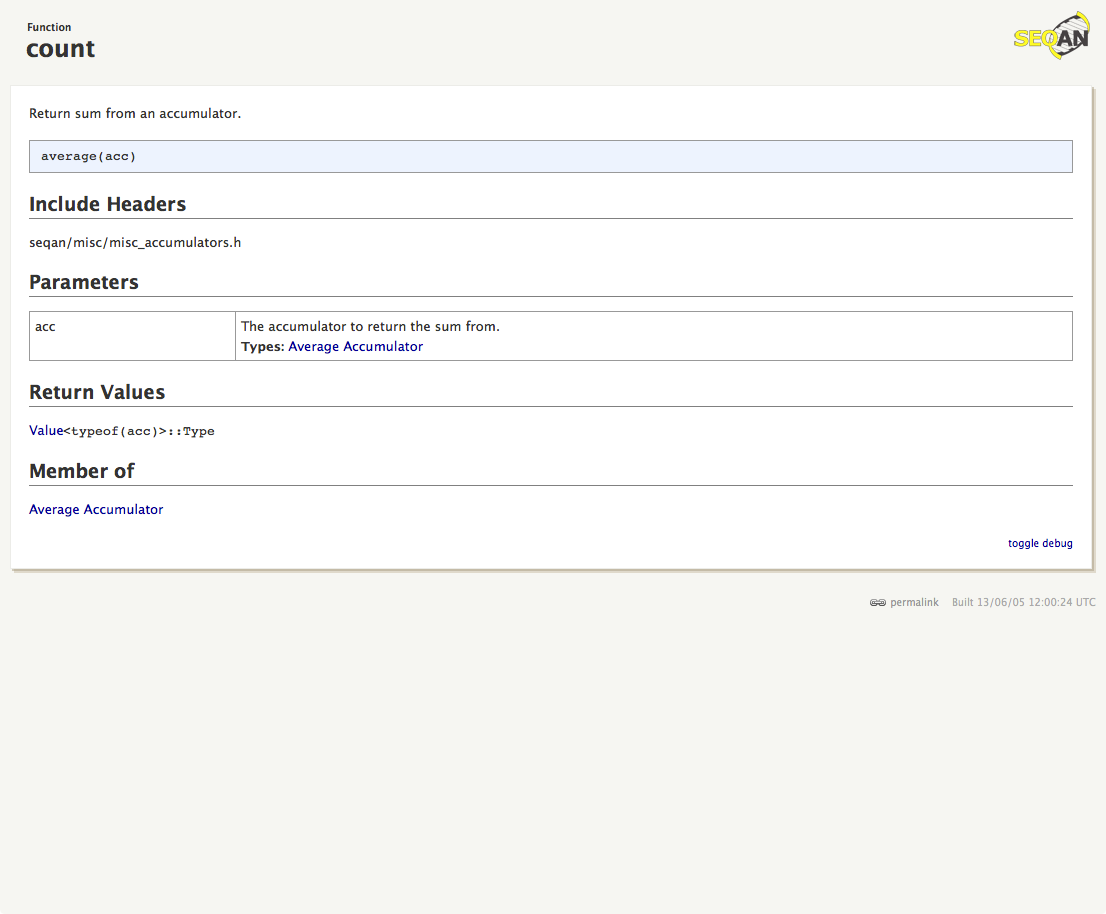 Function
count
SEQAN
Return sum from an accumulator.
average(acc)
Include Headers
seqan/misc/misc_accumulators.h
Parameters
acc
The accumulator to return the sum from.
Types: Average Accumulator
Return Values
Value<typeof(acc)>::Type
Member of
Average Accumulator
toggle debug
permalink Built 13/06/05 12:00:24 UTC